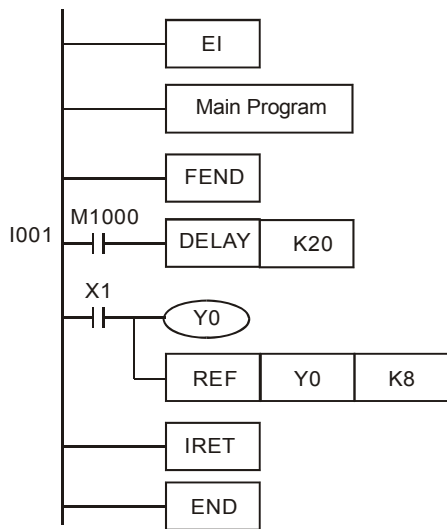 EI
Main Program
FEND
I001
M1000
DELAY K20
X1
Y0
REF Y0 K8
IRET
END